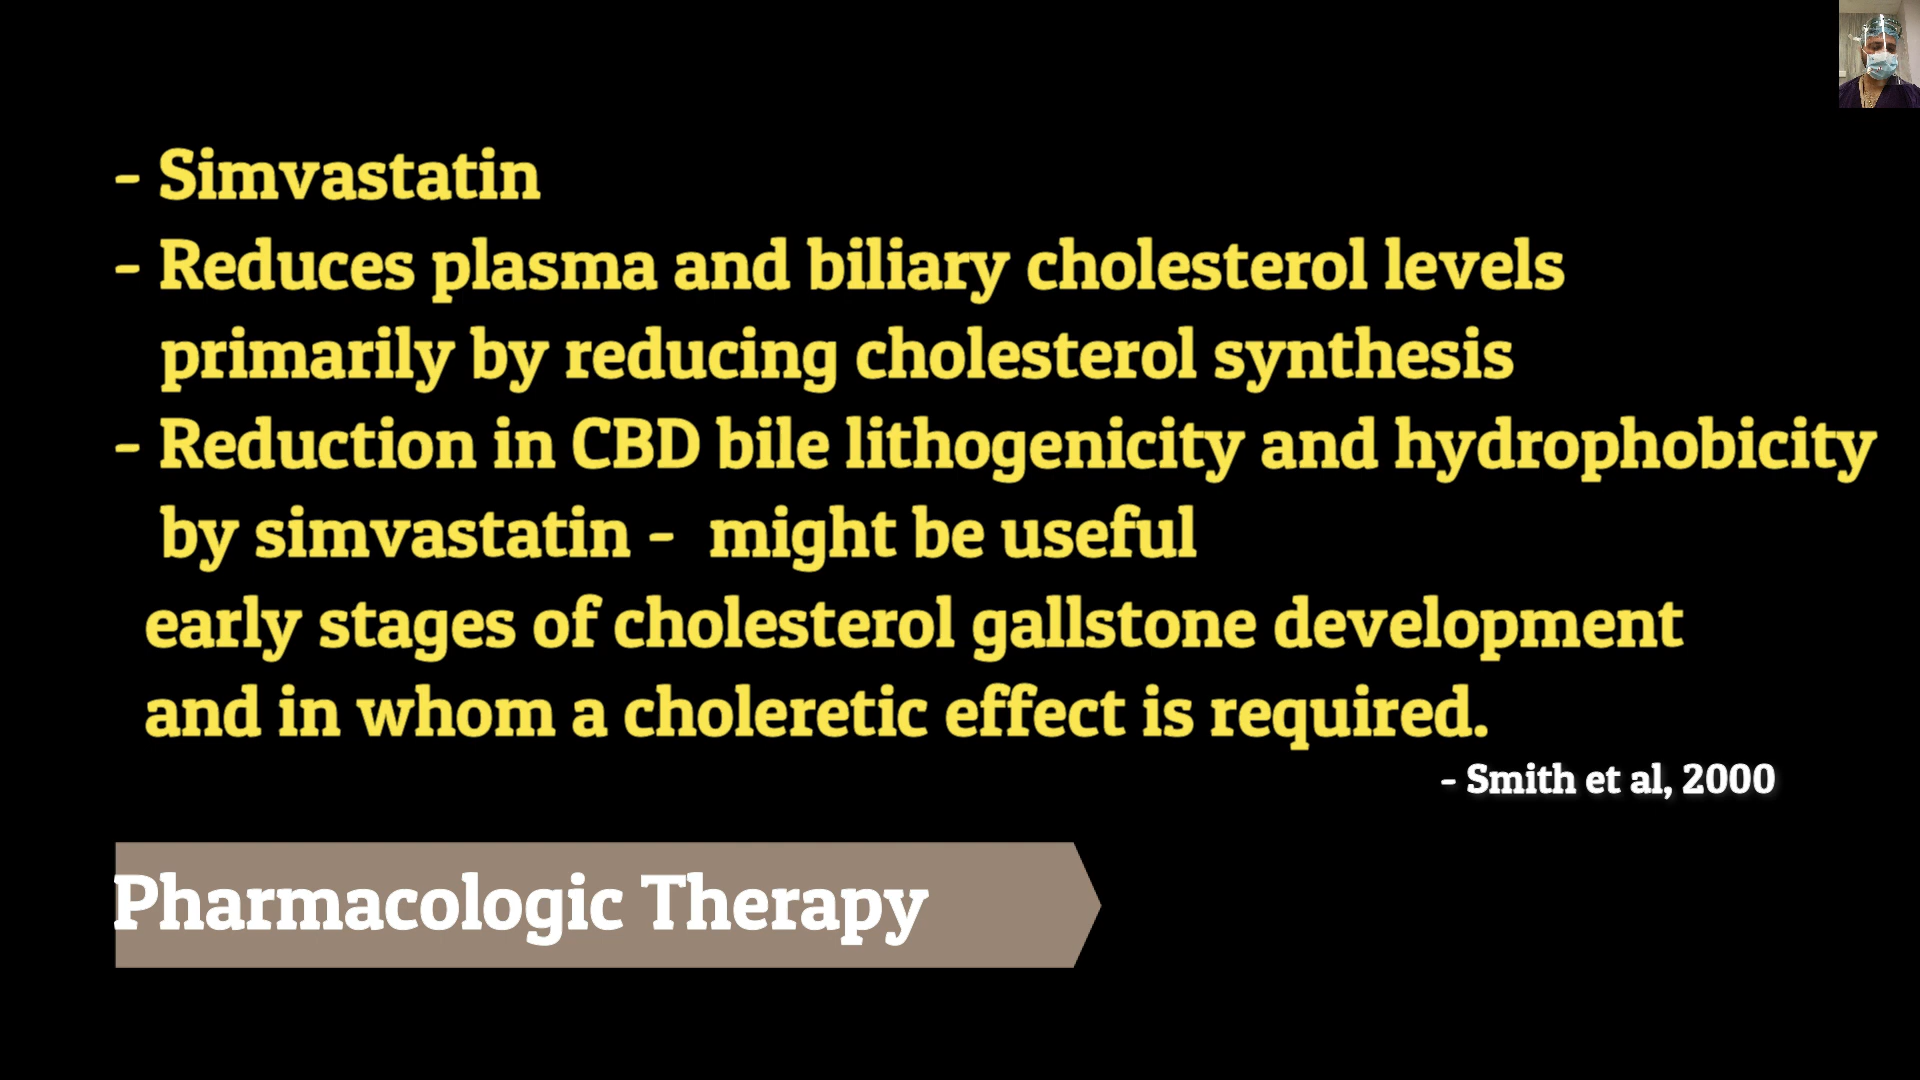 - Simvastatin
- Reduces plasma and biliary cholesterol levels
primarily by reducing cholesterol synthesis
- Reduction in CBD bile lithogenicity and hydrophobicity
by simvastatin - might be useful
early stages of cholesterol gallstone development
and in whom a choleretic effect is required.
- Smith et al, 2000
Pharmacologic Therapy